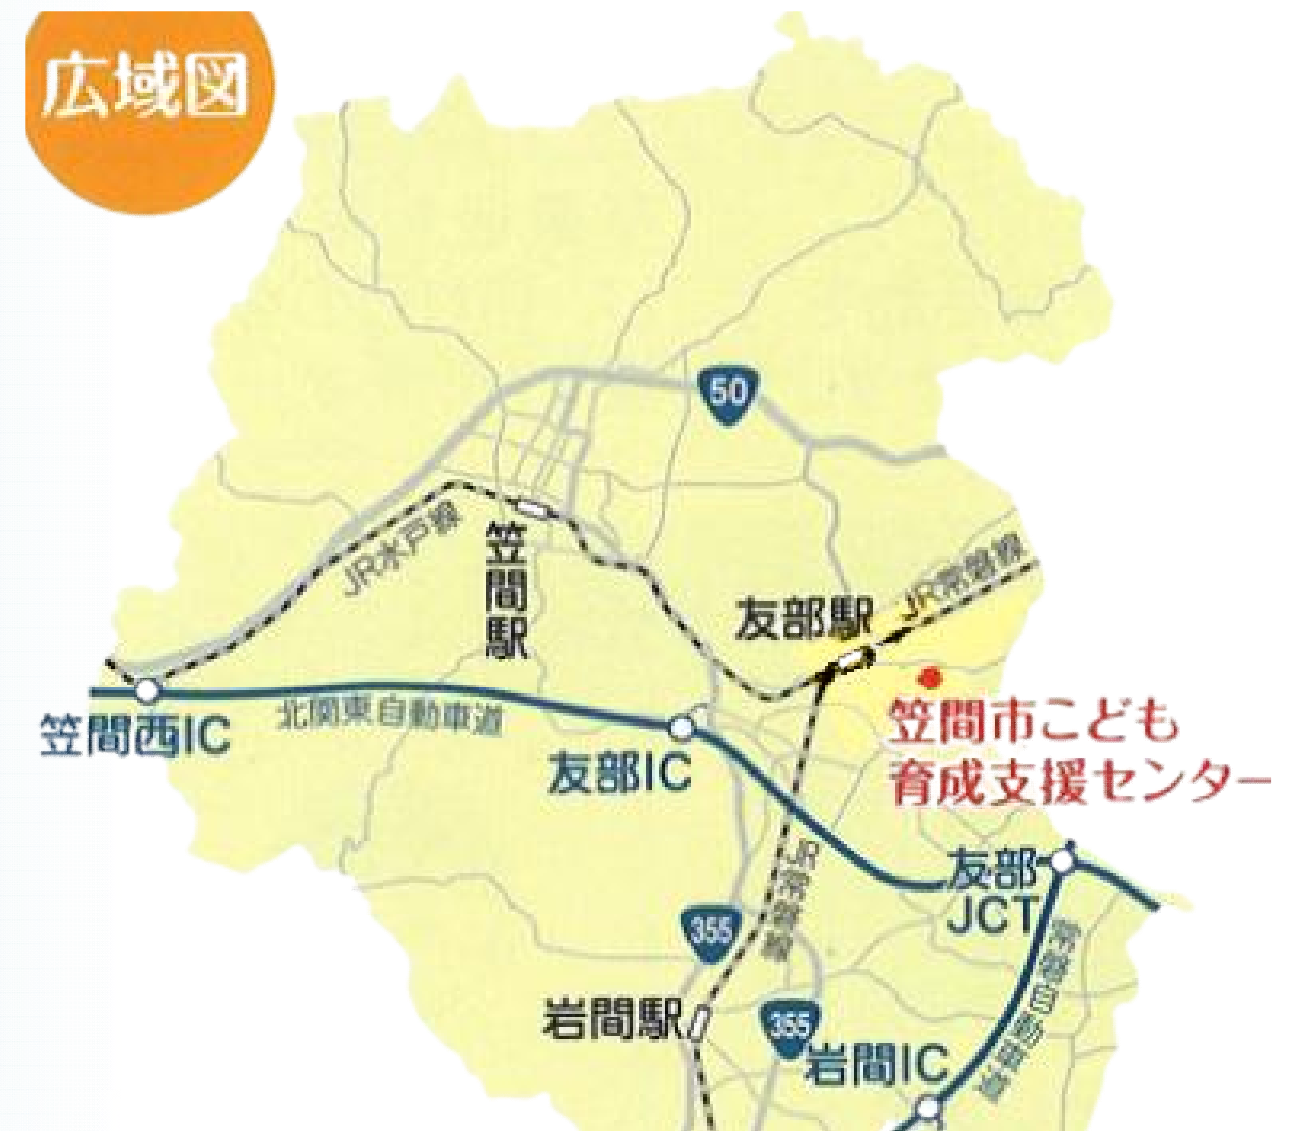 広域図
50
JR水戸線
笠間駅
JR常磐線
友部駅
笠間西IC
北関東自動車道
友部IC
笠間市こども
育成支援センター
JR常磐線
友部
JCT
355
常磐自動車道
岩間駅
355
岩間IC